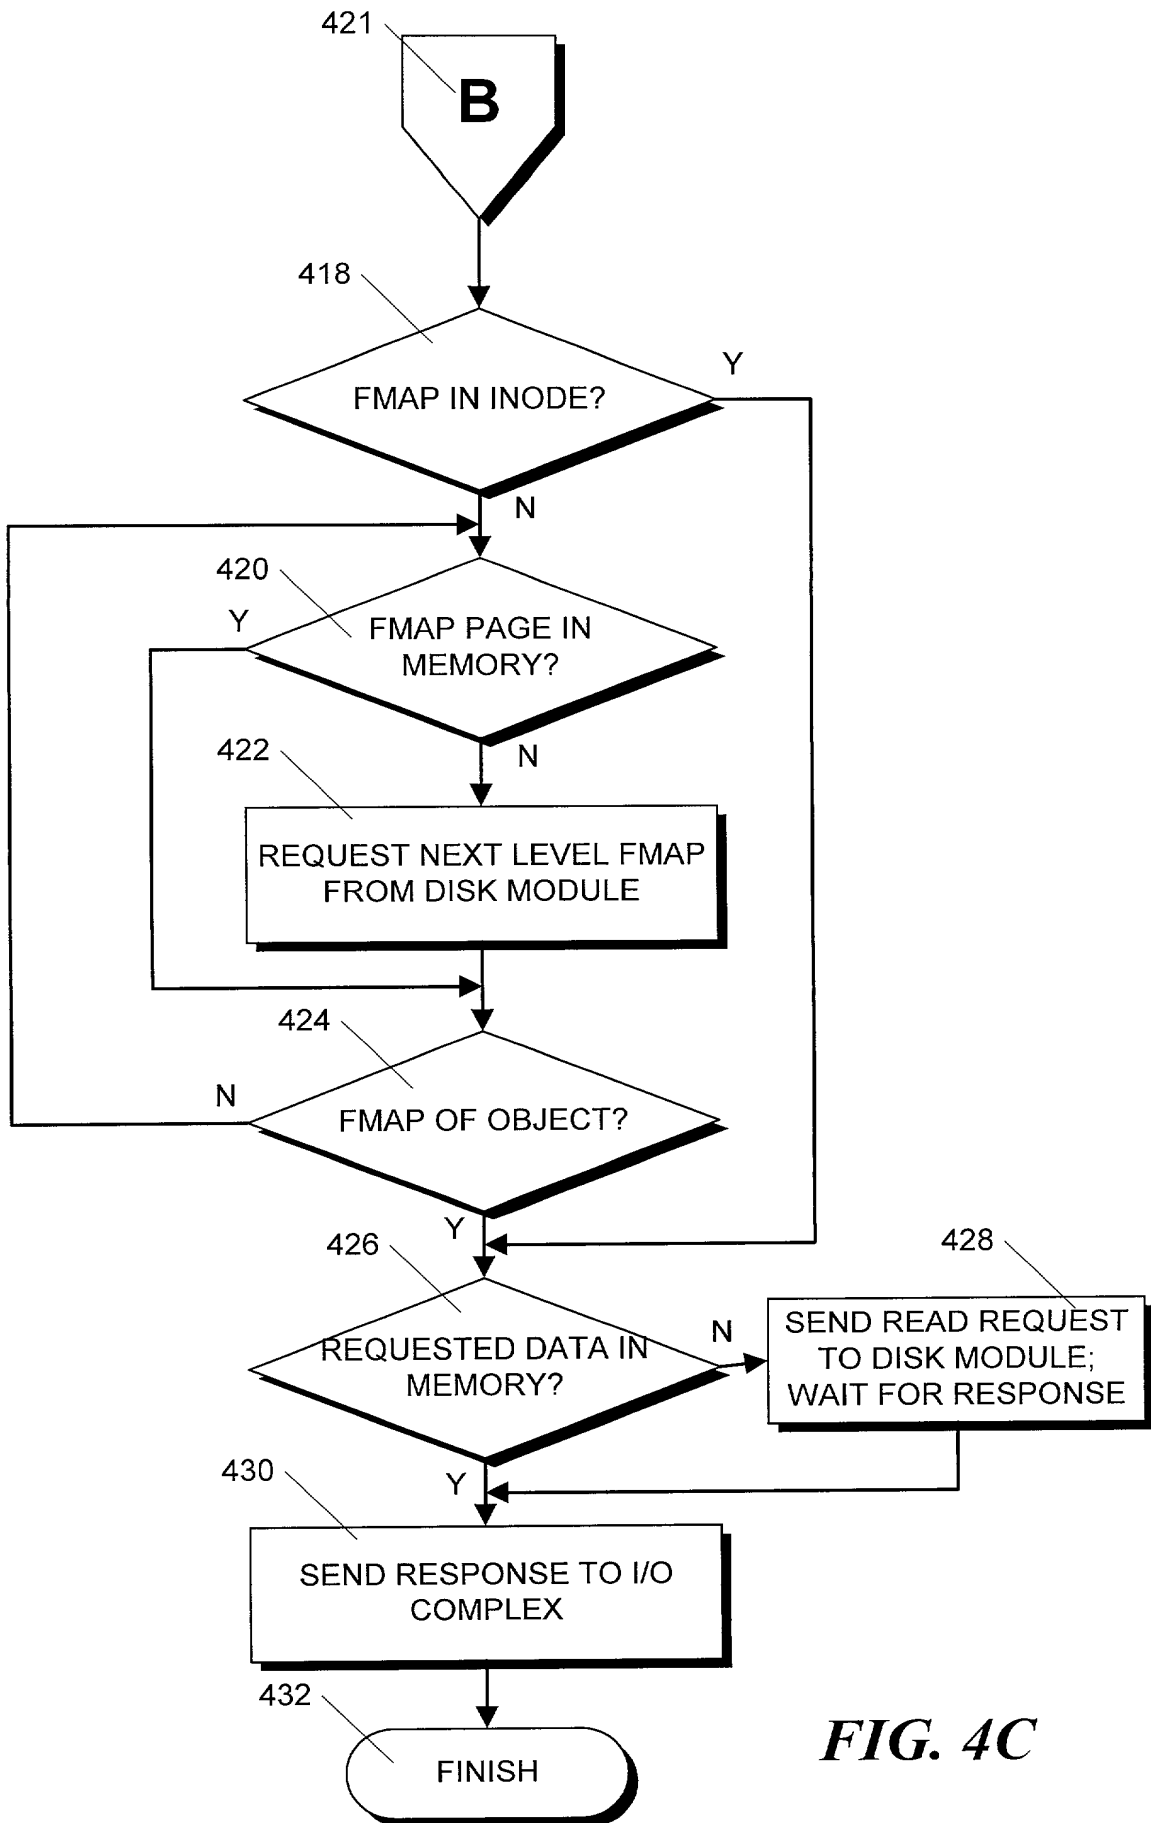 421
B
418
FMAP IN INODE?
Y
N
420
Y
FMAP PAGE IN
MEMORY?
N
422
REQUEST NEXT LEVEL FMAP
FROM DISK MODULE
424
N
FMAP OF OBJECT?
Y
426
428
REQUESTED DATA IN
MEMORY?
N
SEND READ REQUEST
TO DISK MODULE;
WAIT FOR RESPONSE
Y
430
SEND RESPONSE TO I/O
COMPLEX
432
FINISH
FIG. 4C